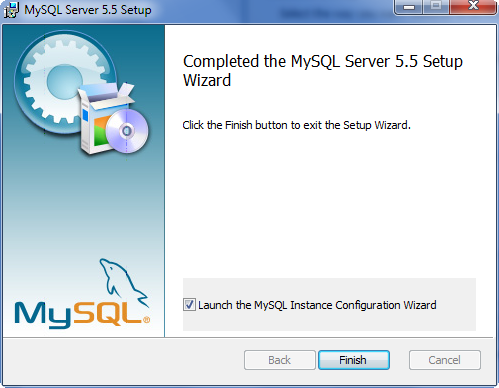 MySQL Server 5.5 Setup
Completed the MySQL Server 5.5 Setup
Wizard
Click the Finish button to exit the Setup Wizard.
MySQL®
Launch the MySQL Instance Configuration Wizard
Back
Finish
Cancel